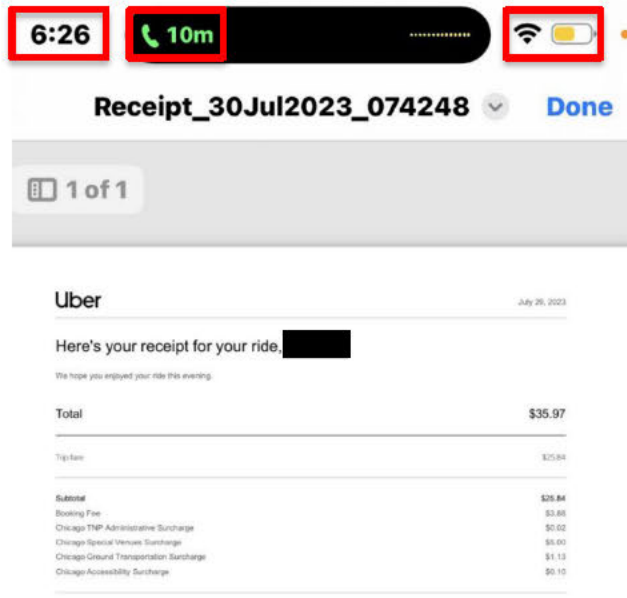 6:26 10m
Receipt_30Jul2023_074248 Done
1 of 1
Uber July 26, 2023
Here's your receipt for your ride,
We hope you enjoyed your ride this evening.
Total $35.97
Trip fare $25.84
Subtotal $25.84
Booking Fee $3.88
Chicago TNP Administrative Surcharge $0.02
Chicago Special Venues Surcharge $5.00
Chicago Ground Transportation Surcharge $1.13
Chicago Accessibility Surcharge $0.10